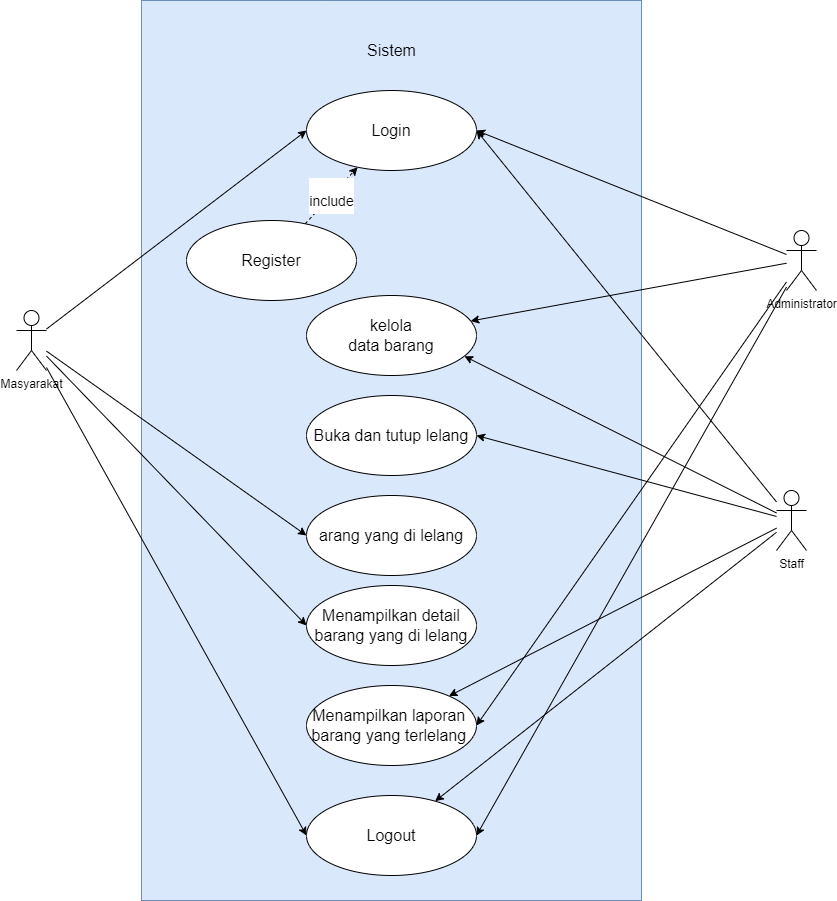 Sistem
Login
include
Register
Administrator
kelola
data barang
Masyarakat
Buka dan tutup lelang
arang yang di lelang
Staff
Menampilkan detail
barang yang di lelang
Menampilkan laporan
barang yang terlelang
Logout